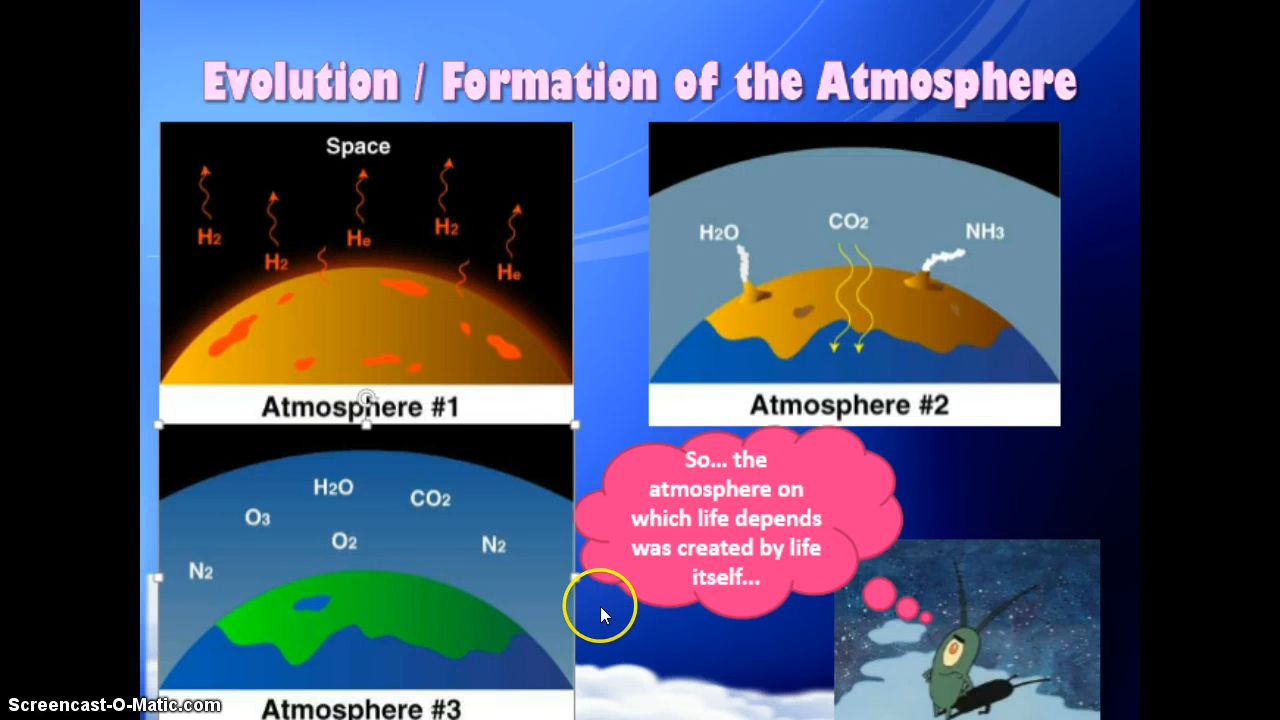 Evolution / Formation of the Atmosphere
Space
H2
H2
He
H2
He
Atmosphere #1
H2O
CO2
NH3
Atmosphere #2
H2O
CO2
O3
O2
N2
N2
Atmosphere #3
So... the
atmosphere on
which life depends
was created by life
itself...
Screencast-O-Matic.com